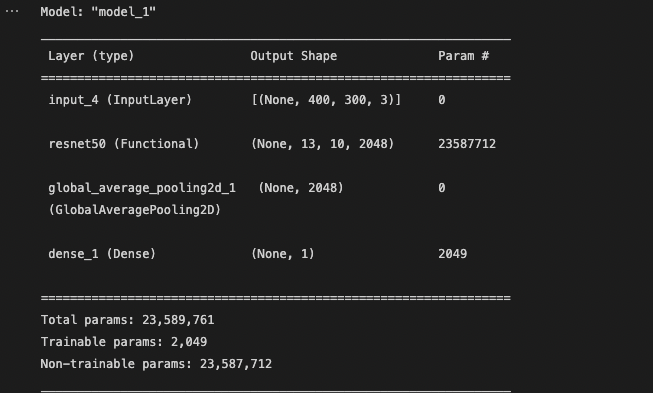 ...
Model: "model_1"
Layer (type) Output Shape Param #
input_4 (InputLayer) [(None, 400, 300, 3)] 0
resnet50 (Functional) (None, 13, 10, 2048) 23587712
global_average_pooling2d_1 (None, 2048) 0
(GlobalAveragePooling2D)
dense_1 (Dense) (None, 1) 2049
Total params: 23,589,761
Trainable params: 2,049
Non-trainable params: 23,587,712